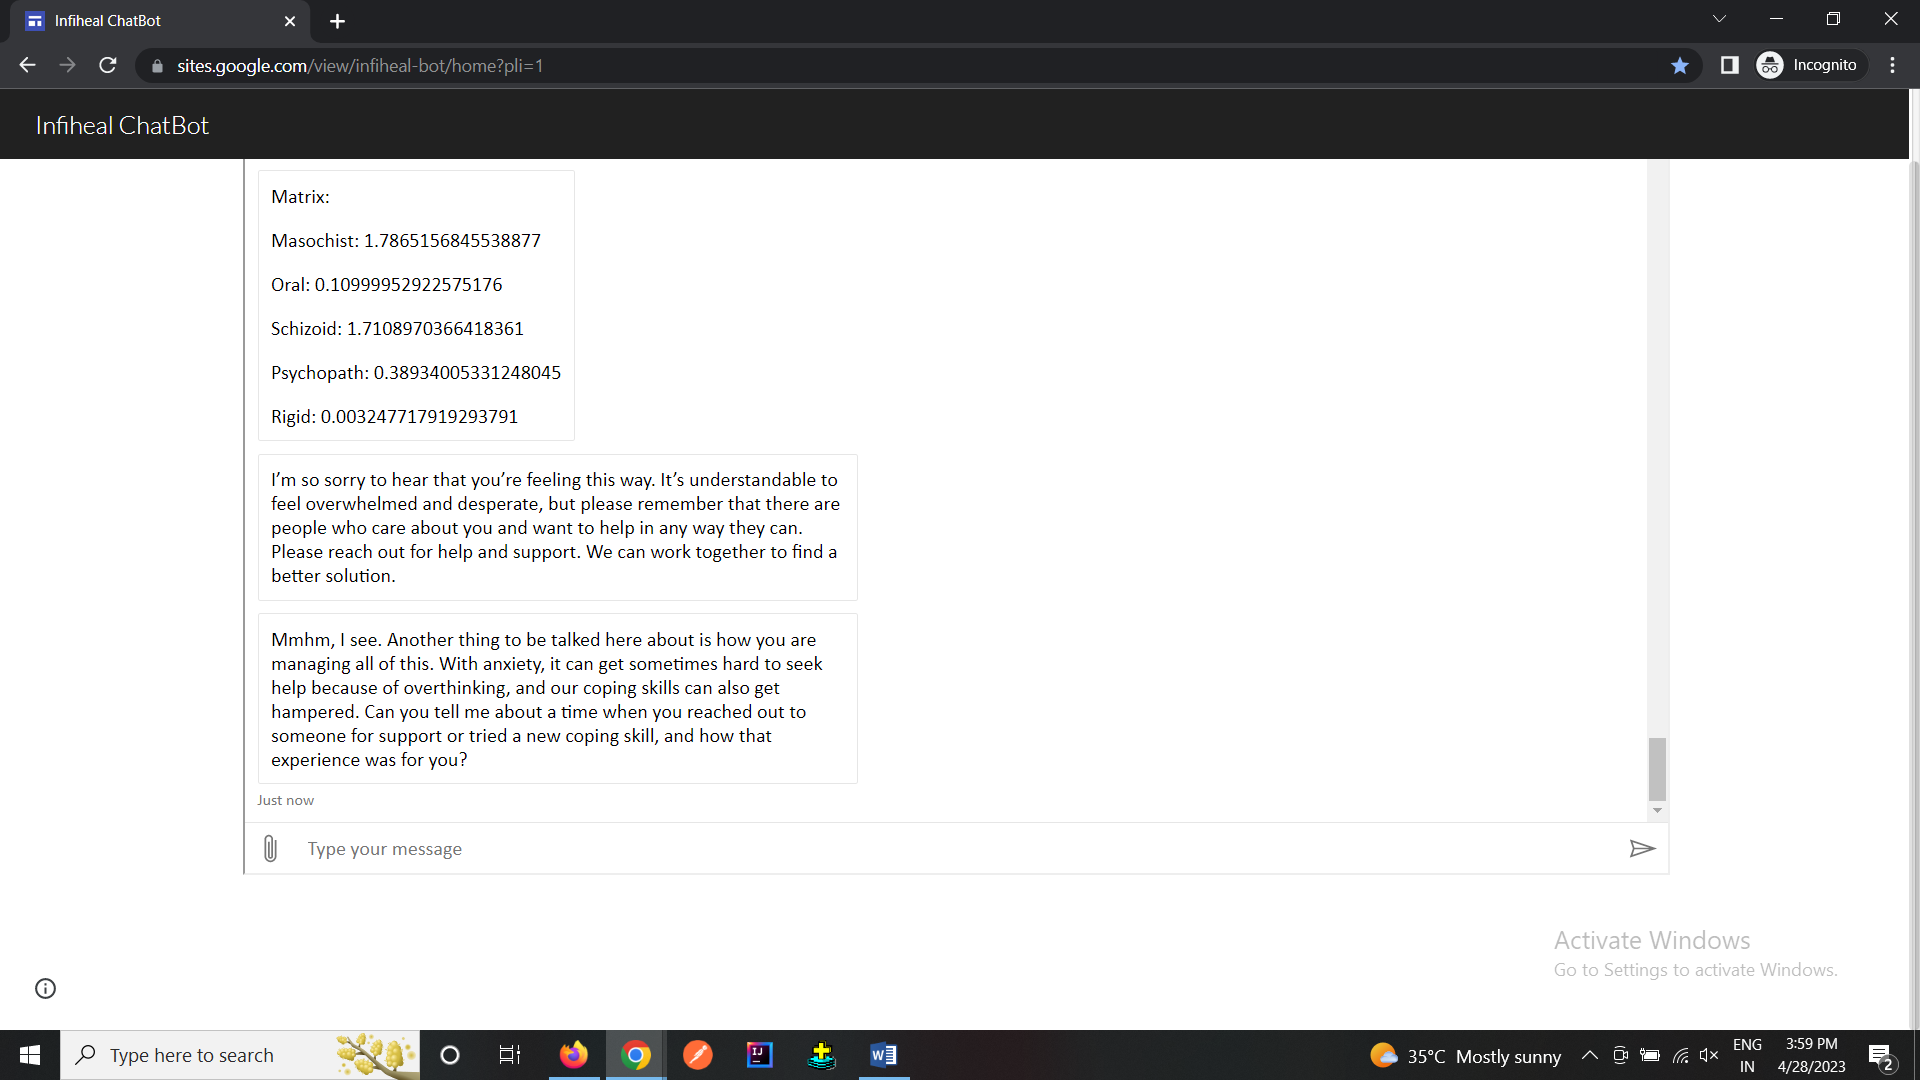 Infiheal ChatBot
sites.google.com/view/infiheal-bot/home?pli=1
Incognito
Infiheal ChatBot
Matrix:
Masochist: 1.7865156845538877
Oral: 0.10999952922575176
Schizoid: 1.7108970366418361
Psychopath: 0.38934005331248045
Rigid: 0.003247717919293791
I’m so sorry to hear that you’re feeling this way. It’s understandable to
feel overwhelmed and desperate, but please remember that there are
people who care about you and want to help in any way they can.
Please reach out for help and support. We can work together to find a
better solution.
Mmhm, I see. Another thing to be talked here about is how you are
managing all of this. With anxiety, it can get sometimes hard to seek
help because of overthinking, and our coping skills can also get
hampered. Can you tell me about a time when you reached out to
someone for support or tried a new coping skill, and how that
experience was for you?
Just now
Type your message
Activate Windows
Go to Settings to activate Windows.
Type here to search
IJ
W
35°C Mostly sunny
ENG
IN
3:59 PM
4/28/2023
2